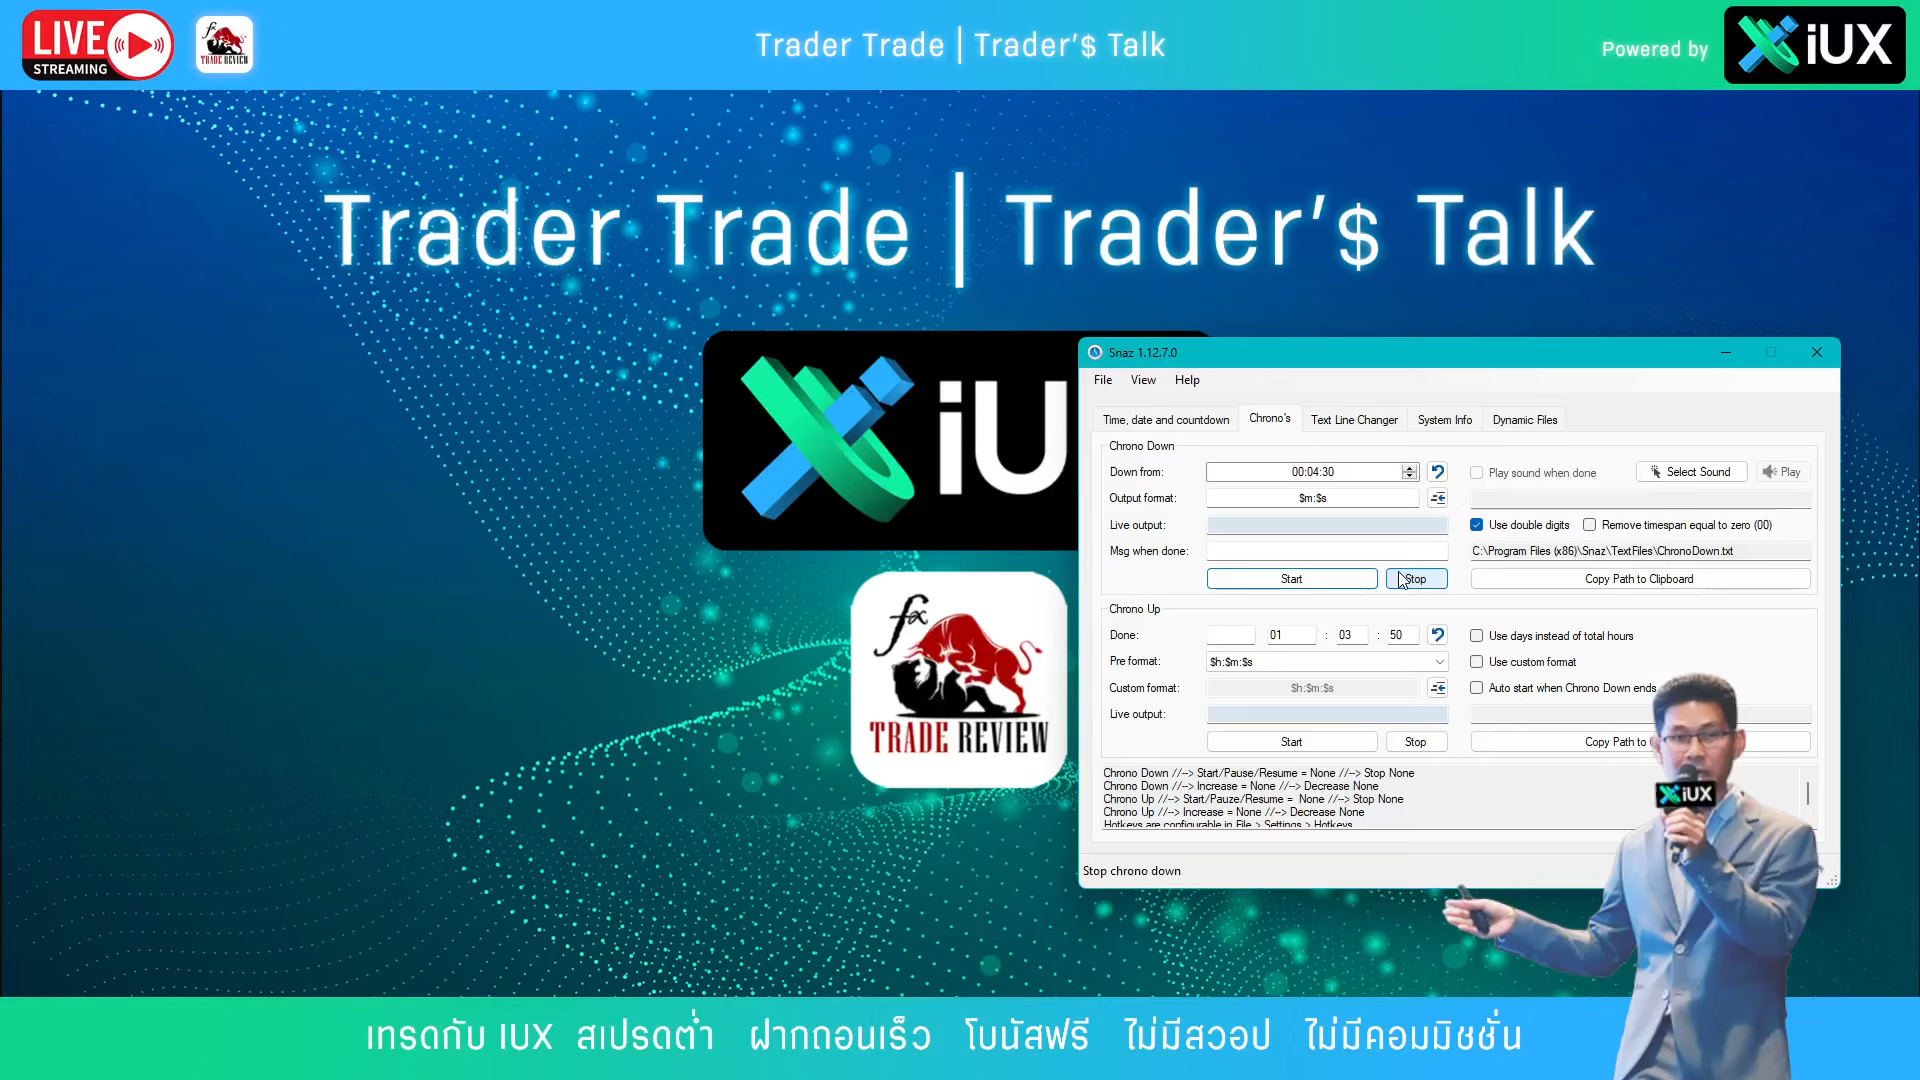 LIVE
STREAMING
fx
TRADE REVIEW
Trader Trade | Trader's Talk
Powered by
iUX
Trader Trade | Trader'$ Talk
iU
fx
TRADE REVIEW
Snaz 1.12.7.0
File View Help
Time, date and countdown Chrono's Text Line Changer System Info Dynamic Files
Chrono Down
Down from: 00:04:30 Play sound when done Select Sound Play
Output format: $m:$s
Live output: Use double digits Remove timespan equal to zero (00)
Msg when done: C:\Program Files (x86)\Snaz\TextFiles\ChronoDown.txt
Start Stop Copy Path to Clipboard
Chrono Up
Done: 01 : 03 : 50 Use days instead of total hours
Pre format: $h:$m:$s Use custom format
Custom format: $h:$m:$s Auto start when Chrono Down ends
Live output:
Start Stop Copy Path to
Chrono Down //--> Start/Pause/Resume = None //--> Stop None
Chrono Down //--> Increase = None //--> Decrease None
Chrono Up //--> Start/Pauze/Resume = None //--> Stop None
Chrono Up //--> Increase = None //--> Decrease None
Hotkeys are configurable in File > Settings > Hotkeys
iUX
Stop chrono down
เทรดกับ IUX สเปรดต่ำ ฝากถอนเร็ว โบนัสฟรี ไม่มีสวอป ไม่มีคอมมิชชั่น